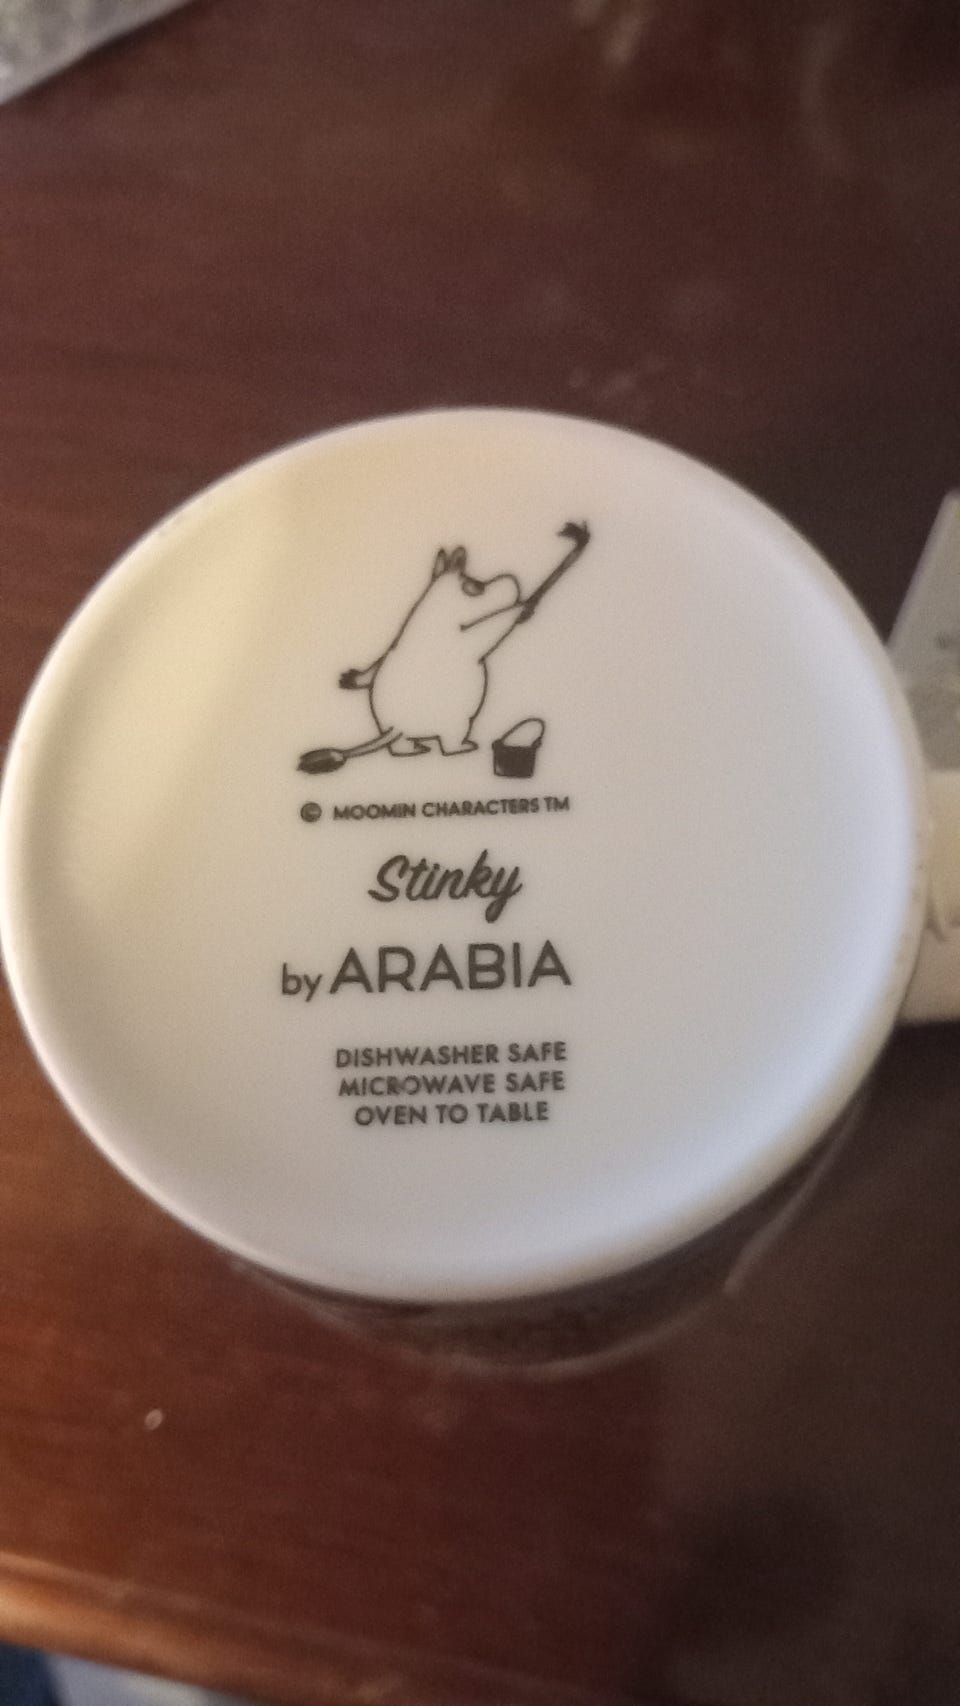 © MOOMIN CHARACTERS TM
Stinky
by ARABIA
DISHWASHER SAFE
MICROWAVE SAFE
OVEN TO TABLE